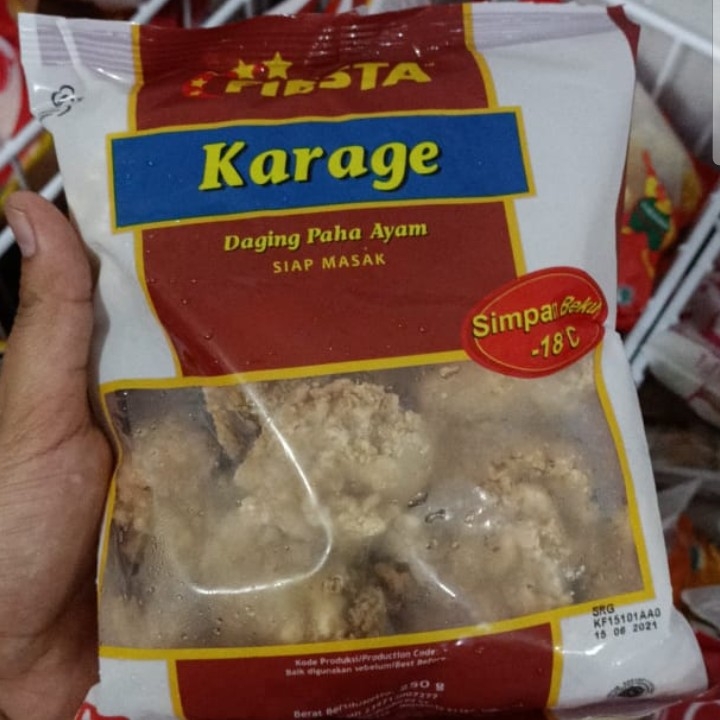 FIESTA
Karage
Daging Paha Ayam
SIAP MASAK
Simpan Beku
-18°C
SRG
KF15101AA0
15 06 2021
Kode Produksi/Production Code:
Baik digunakan sebelum/Best Before